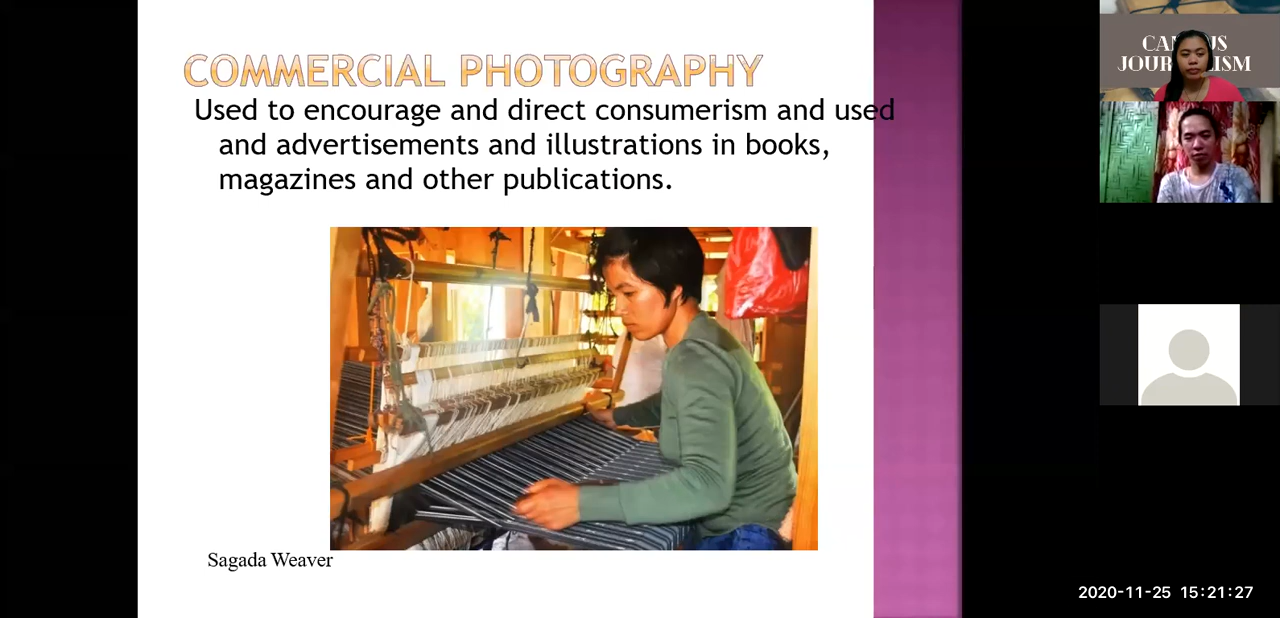 COMMERCIAL PHOTOGRAPHY
Used to encourage and direct consumerism and used
and advertisements and illustrations in books,
magazines and other publications.
Sagada Weaver
2020-11-25 15:21:27